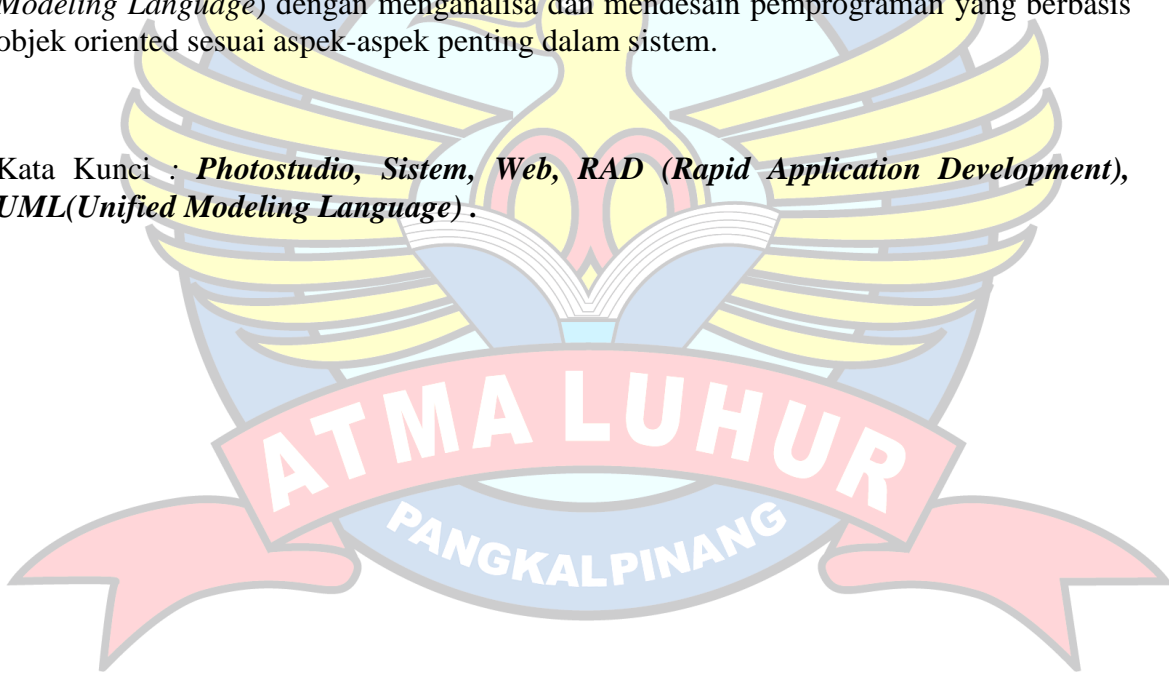 Modeling Language) dengan menganalisa dan mendesain pemprograman yang berbasis
objek oriented sesuai aspek-aspek penting dalam sistem.
Kata Kunci : Photostudio, Sistem, Web, RAD (Rapid Application Development),
UML(Unified Modeling Language) .
ATMA LUHUR
PANGKALPINANG